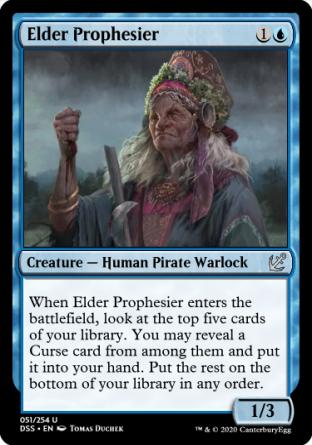 Elder Prophesier 1
Creature — Human Pirate Warlock
When Elder Prophesier enters the
battlefield, look at the top five cards
of your library. You may reveal a
Curse card from among them and put
it into your hand. Put the rest on the
bottom of your library in any order.
1/3
051/254 U
DSS • EN Tomas Duchek ™ & © 2020 CanterburyEgg